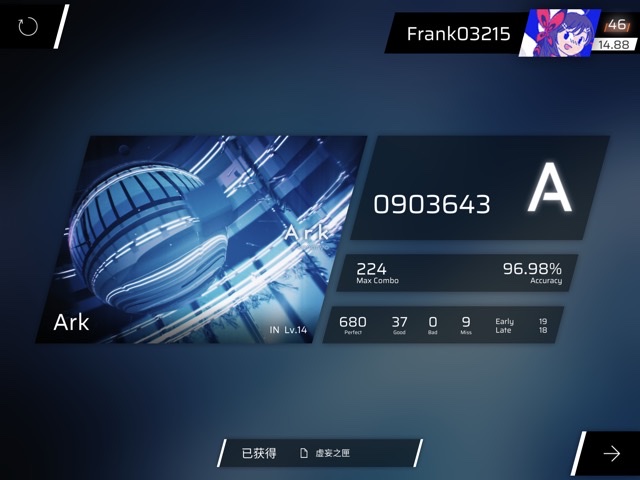 Frank03215
46
14.88
Ark
Ark
IN Lv.14
0903643
A
224
Max Combo
96.98%
Accuracy
680
Perfect
37
Good
0
Bad
9
Miss
Early 19
Late 18
已获得
虚妄之匣